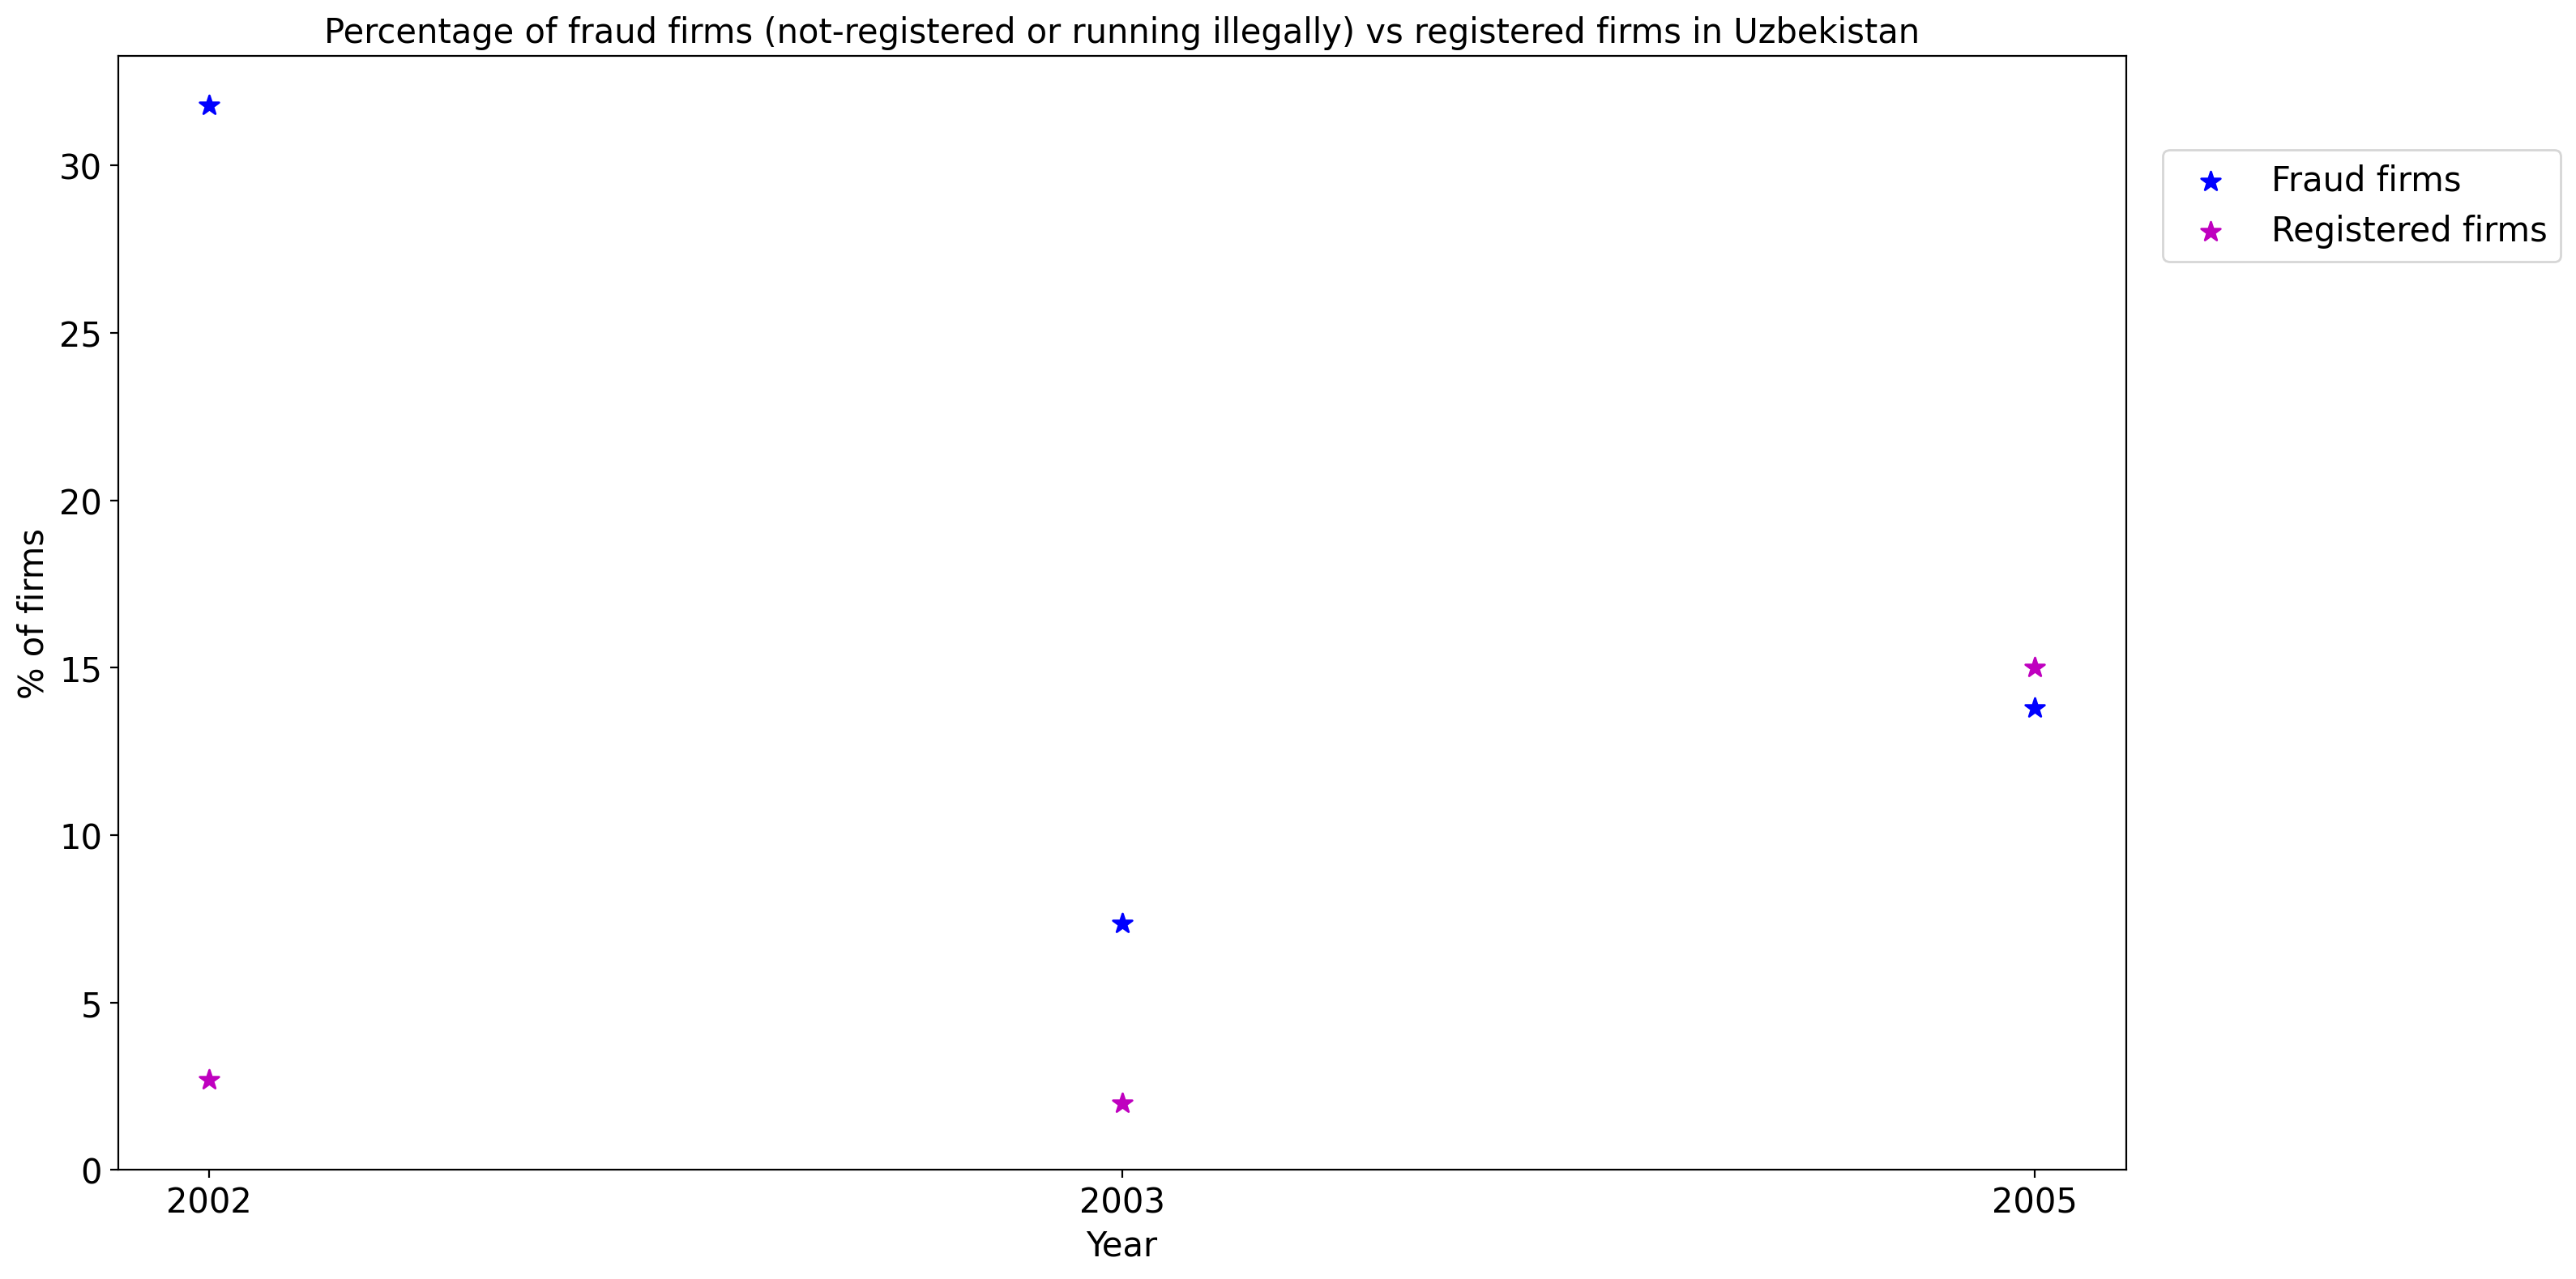 Percentage of fraud firms (not-registered or running illegally) vs registered firms in Uzbekistan
30
25
20
15
10
5
0
% of firms
2002
2003
2005
Year
Fraud firms
Registered firms